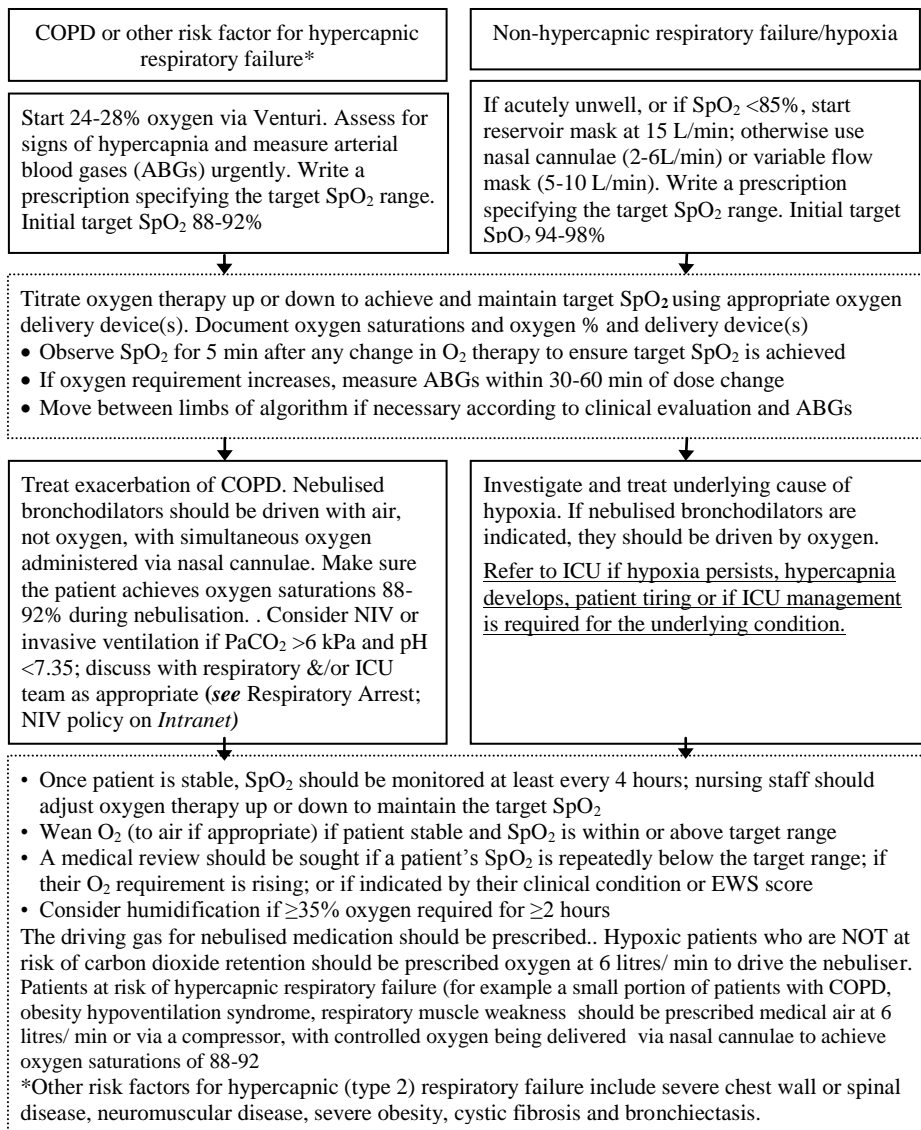 COPD or other risk factor for hypercapnic
respiratory failure*
Non-hypercapnic respiratory failure/hypoxia
Start 24-28% oxygen via Venturi. Assess for
signs of hypercapnia and measure arterial
blood gases (ABGs) urgently. Write a
prescription specifying the target SpO₂ range.
Initial target SpO₂ 88-92%
If acutely unwell, or if SpO₂ <85%, start
reservoir mask at 15 L/min; otherwise use
nasal cannulae (2-6L/min) or variable flow
mask (5-10 L/min). Write a prescription
specifying the target SpO₂ range. Initial target
SpO₂ 94-98%
Titrate oxygen therapy up or down to achieve and maintain target SpO₂ using appropriate oxygen
delivery device(s). Document oxygen saturations and oxygen % and delivery device(s)
• Observe SpO₂ for 5 min after any change in O₂ therapy to ensure target SpO₂ is achieved
• If oxygen requirement increases, measure ABGs within 30-60 min of dose change
• Move between limbs of algorithm if necessary according to clinical evaluation and ABGs
Treat exacerbation of COPD. Nebulised
bronchodilators should be driven with air,
not oxygen, with simultaneous oxygen
administered via nasal cannulae. Make sure
the patient achieves oxygen saturations 88-
92% during nebulisation. . Consider NIV or
invasive ventilation if PaCO₂ >6 kPa and pH
<7.35; discuss with respiratory &/or ICU
team as appropriate (see Respiratory Arrest;
NIV policy on Intranet)
Investigate and treat underlying cause of
hypoxia. If nebulised bronchodilators are
indicated, they should be driven by oxygen.
Refer to ICU if hypoxia persists, hypercapnia
develops, patient tiring or if ICU management
is required for the underlying condition.
• Once patient is stable, SpO₂ should be monitored at least every 4 hours; nursing staff should
adjust oxygen therapy up or down to maintain the target SpO₂
• Wean O₂ (to air if appropriate) if patient stable and SpO₂ is within or above target range
• A medical review should be sought if a patient's SpO₂ is repeatedly below the target range; if
their O₂ requirement is rising; or if indicated by their clinical condition or EWS score
• Consider humidification if ≥35% oxygen required for ≥2 hours
The driving gas for nebulised medication should be prescribed.. Hypoxic patients who are NOT at
risk of carbon dioxide retention should be prescribed oxygen at 6 litres/ min to drive the nebuliser.
Patients at risk of hypercapnic respiratory failure (for example a small portion of patients with COPD,
obesity hypoventilation syndrome, respiratory muscle weakness should be prescribed medical air at 6
litres/ min or via a compressor, with controlled oxygen being delivered via nasal cannulae to achieve
oxygen saturations of 88-92
*Other risk factors for hypercapnic (type 2) respiratory failure include severe chest wall or spinal
disease, neuromuscular disease, severe obesity, cystic fibrosis and bronchiectasis.